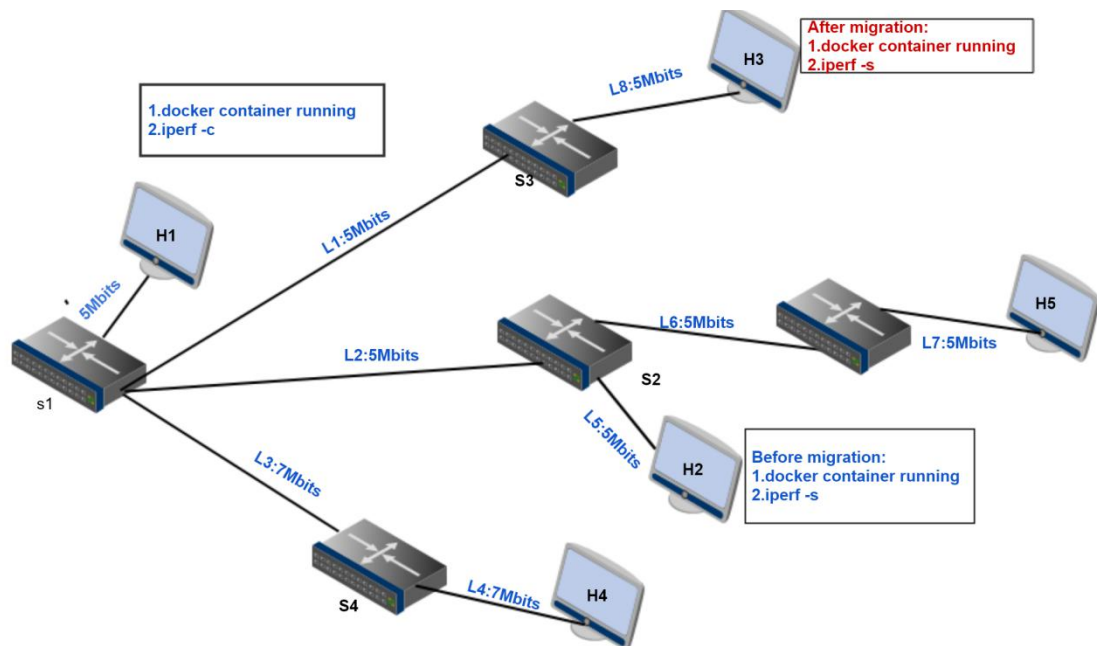 After migration:
1.docker container running
2.iperf -s
H3
L8:5Mbits
1.docker container running
2.iperf -c
S3
H1
L1:5Mbits
5Mbits
H5
L6:5Mbits
L7:5Mbits
L2:5Mbits
S2
s1
L5:5Mbits
H2
Before migration:
1.docker container running
2.iperf -s
L3:7Mbits
S4
L4:7Mbits
H4